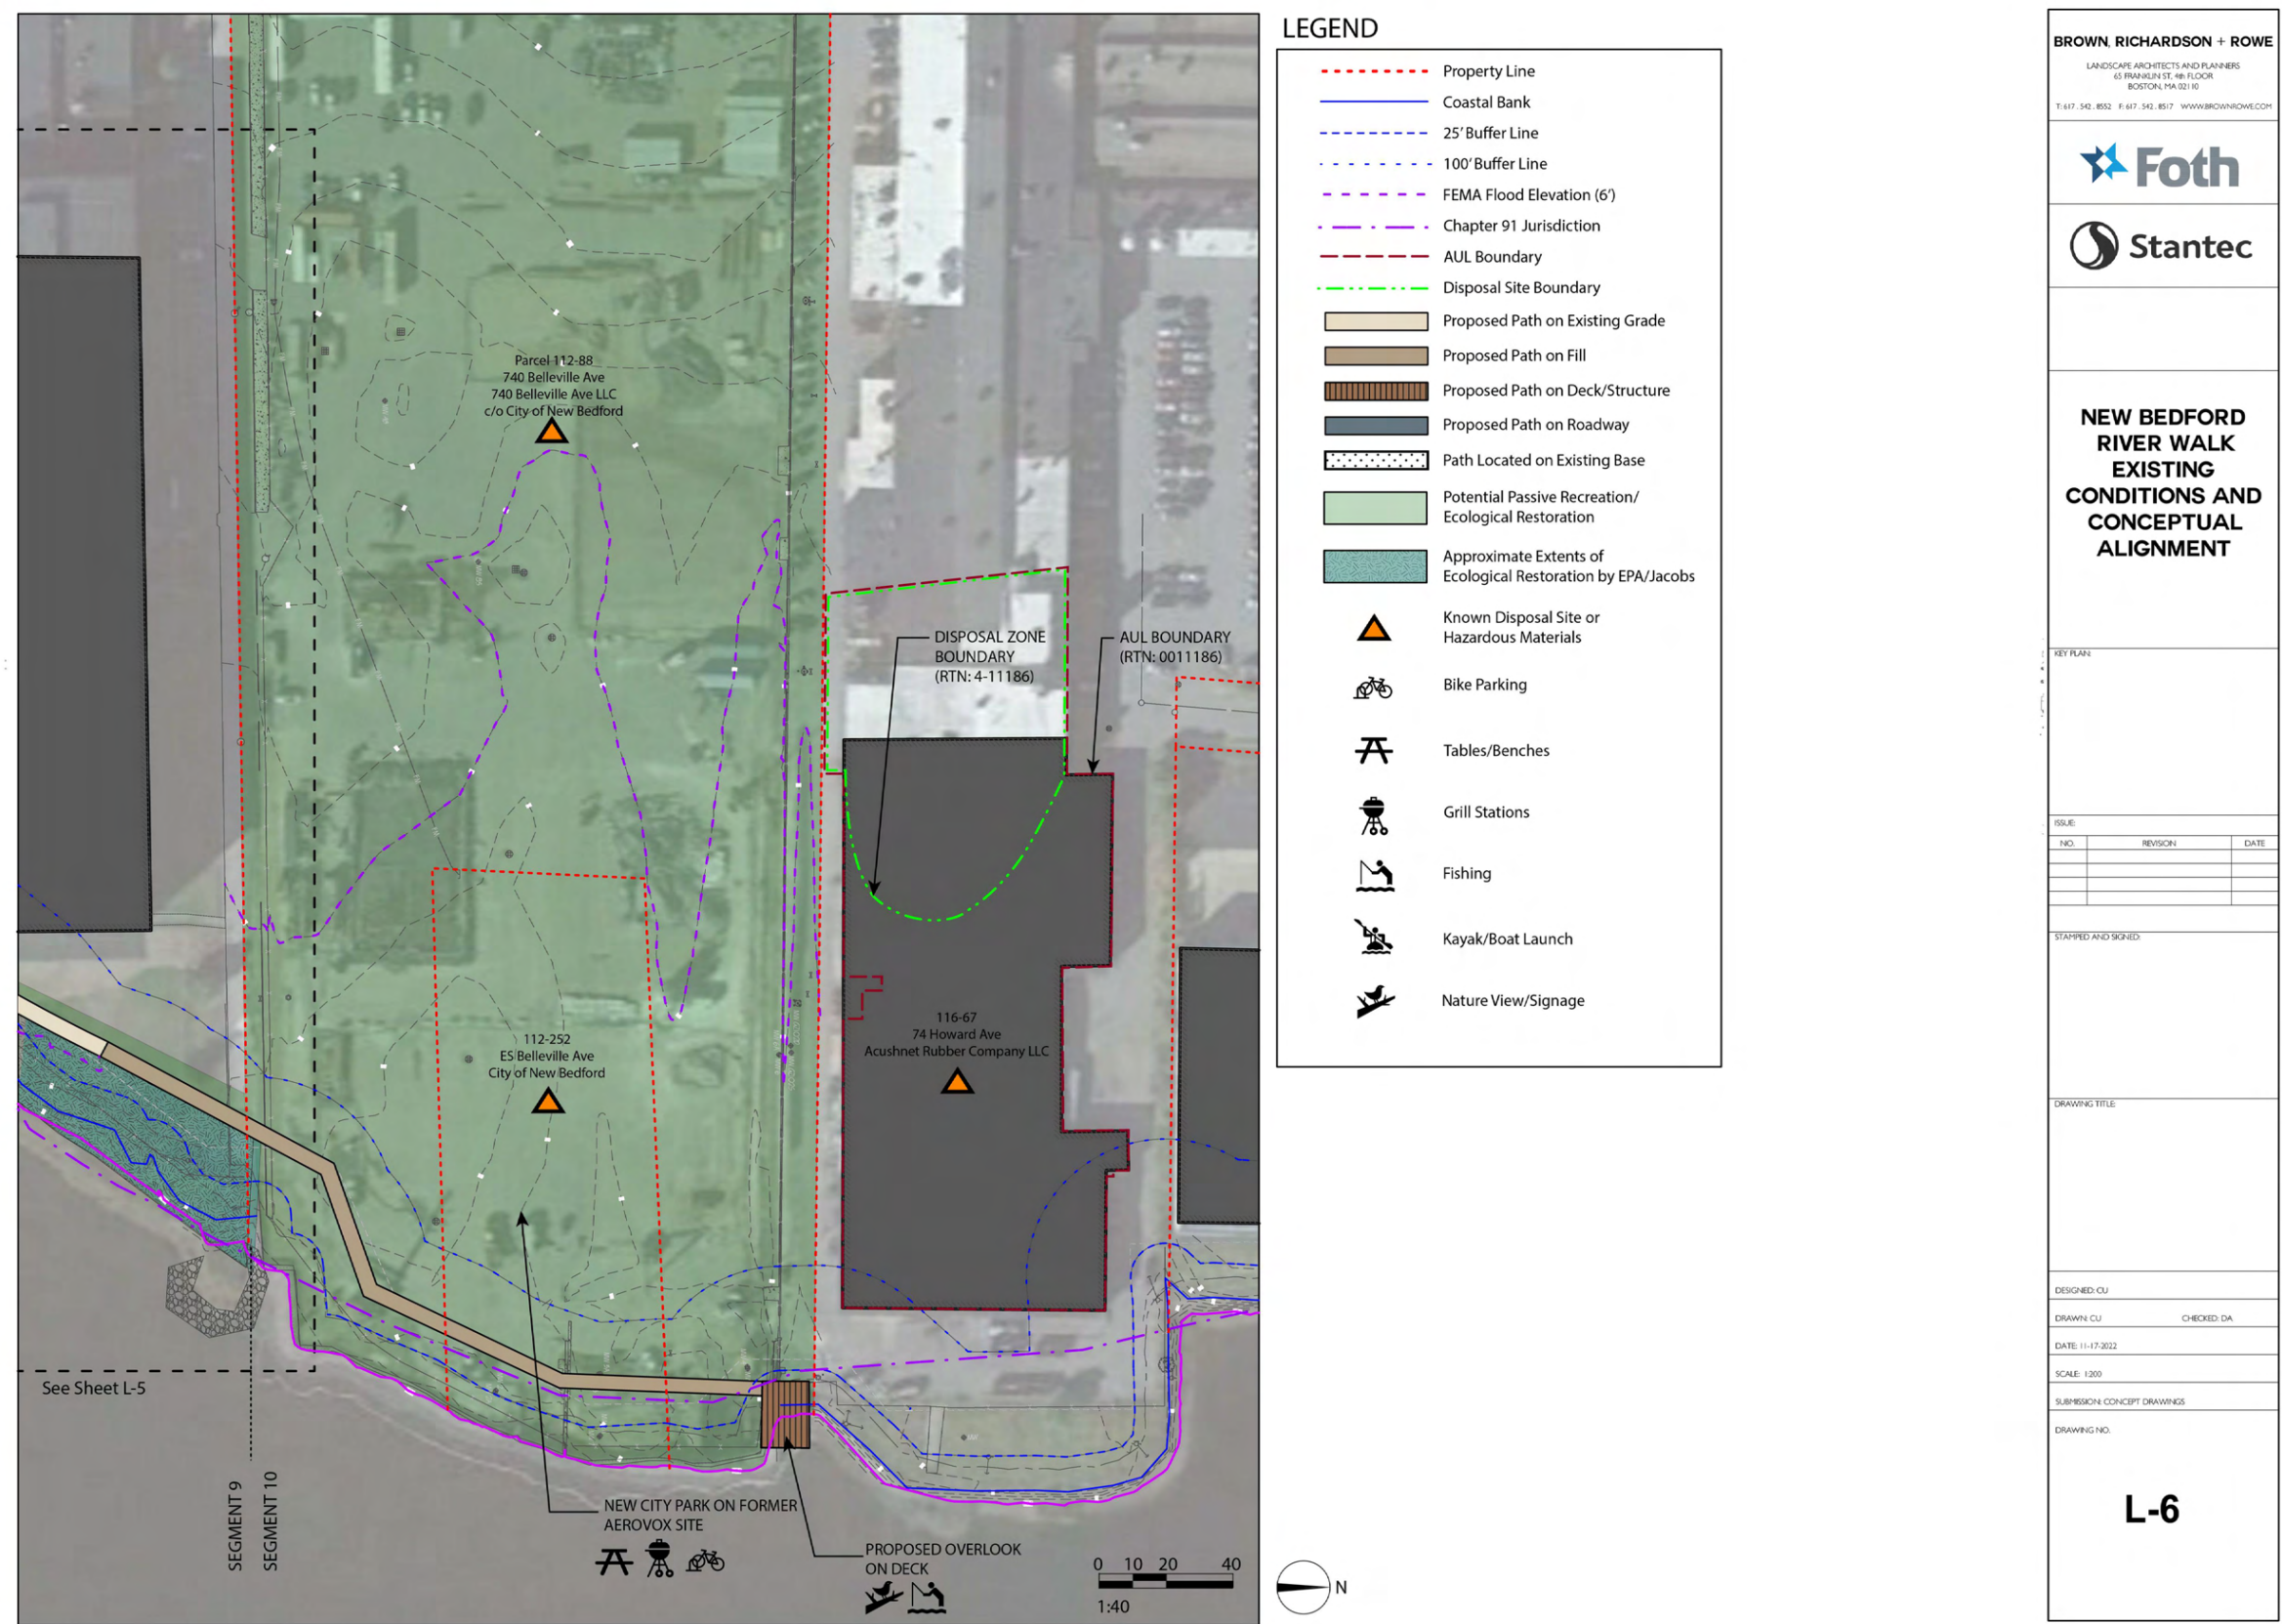 Parcel 112-88
740 Belleville Ave
740 Belleville Ave LLC
c/o City of New Bedford
DISPOSAL ZONE
BOUNDARY
(RTN: 4-11186)
AUL BOUNDARY
(RTN: 0011186)
112-252
ES Belleville Ave
City of New Bedford
116-67
74 Howard Ave
Acushnet Rubber Company LLC
See Sheet L-5
SEGMENT 9
SEGMENT 10
NEW CITY PARK ON FORMER
AEROVOX SITE
PROPOSED OVERLOOK
ON DECK
0 10 20 40
1:40
N
LEGEND
Property Line
Coastal Bank
25' Buffer Line
100' Buffer Line
FEMA Flood Elevation (6')
Chapter 91 Jurisdiction
AUL Boundary
Disposal Site Boundary
Proposed Path on Existing Grade
Proposed Path on Fill
Proposed Path on Deck/Structure
Proposed Path on Roadway
Path Located on Existing Base
Potential Passive Recreation/
Ecological Restoration
Approximate Extents of
Ecological Restoration by EPA/Jacobs
Known Disposal Site or
Hazardous Materials
Bike Parking
Tables/Benches
Grill Stations
Fishing
Kayak/Boat Launch
Nature View/Signage
BROWN, RICHARDSON + ROWE
LANDSCAPE ARCHITECTS AND PLANNERS
65 FRANKLIN ST, 4th FLOOR
BOSTON, MA 02110
T: 617 . 542 . 8552 F: 617 . 542 . 8517 WWW.BROWNROWE.COM
Foth
Stantec
NEW BEDFORD
RIVER WALK
EXISTING
CONDITIONS AND
CONCEPTUAL
ALIGNMENT
KEY PLAN:
ISSUE:
NO. REVISION DATE
STAMPED AND SIGNED:
DRAWING TITLE:
DESIGNED: CU
DRAWN: CU CHECKED: DA
DATE: 11-17-2022
SCALE: 1:200
SUBMISSION: CONCEPT DRAWINGS
DRAWING NO.
L-6